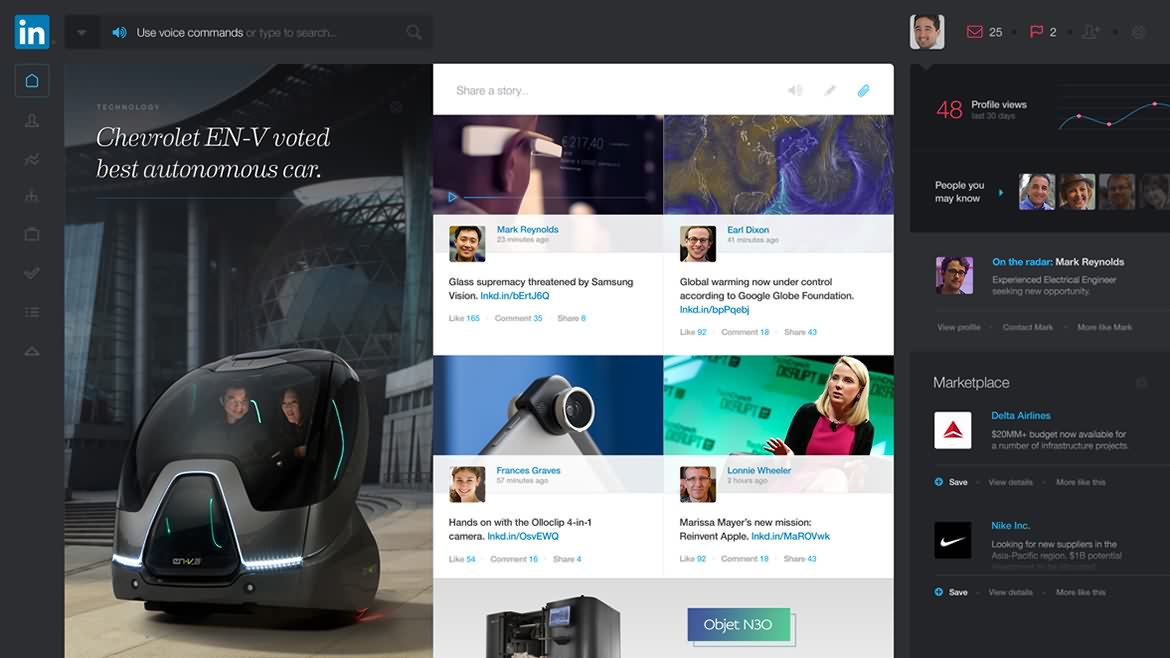 in
Use voice commands or type to search...
25
2
TECHNOLOGY
Chevrolet EN-V voted
best autonomous car.
EN-V
Share a story...
€217,40
Mark Reynolds
23 minutes ago
Glass supremacy threatened by Samsung
Vision. lnkd.in/bErtJ6Q
Like 165 Comment 35 Share 8
Earl Dixon
41 minutes ago
Global warming now under control
according to Google Globe Foundation.
lnkd.in/bpPqebj
Like 92 Comment 18 Share 43
Frances Graves
57 minutes ago
Hands on with the Olloclip 4-in-1
camera. lnkd.in/OsvEWQ
Like 54 Comment 16 Share 4
DISRUPT
TechCrunch
DISRUPT
Lonnie Wheeler
2 hours ago
Marissa Mayer's new mission:
Reinvent Apple. lnkd.in/MaROVwk
Like 92 Comment 18 Share 43
Objet N30
48 Profile views
last 30 days
People you
may know
On the radar: Mark Reynolds
Experienced Electrical Engineer
seeking new opportunity.
View profile Contact Mark More like Mark
Marketplace
Delta Airlines
$20MM+ budget now available for
a number of infrastructure projects.
Save View details More like this
Nike Inc.
Looking for new suppliers in the
Asia-Pacific region. $1B potential
investment to be allocated
Save View details More like this